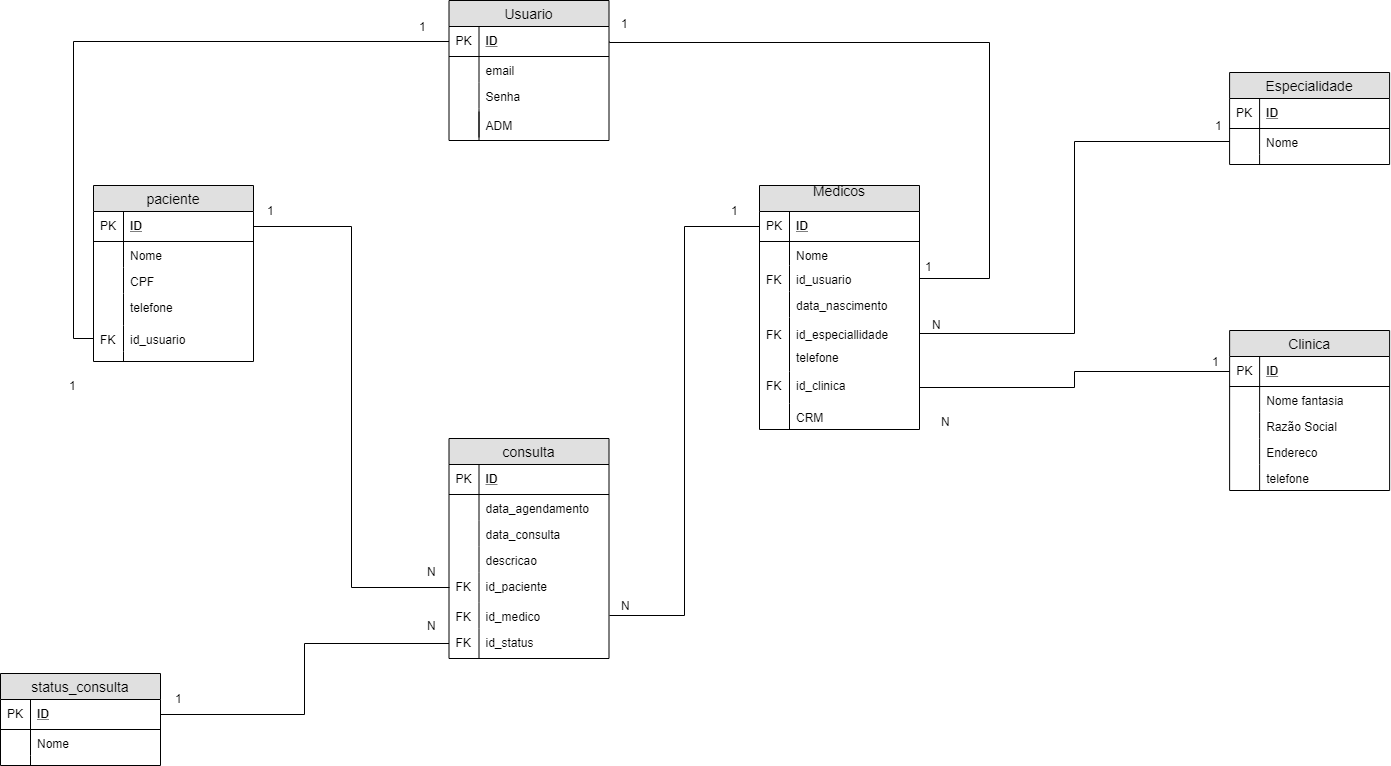 Usuario
PK ID
email
Senha
ADM
1
1
Especialidade
PK ID
Nome
1
paciente
PK ID
Nome
CPF
telefone
FK id_usuario
1
1
Medicos
PK ID
Nome
FK id_usuario
data_nascimento
FK id_especiallidade
telefone
FK id_clinica
CRM
1
1
N
N
Clinica
PK ID
Nome fantasia
Razão Social
Endereco
telefone
1
consulta
PK ID
data_agendamento
data_consulta
descricao
FK id_paciente
FK id_medico
FK id_status
N
N
N
status_consulta
PK ID
Nome
1